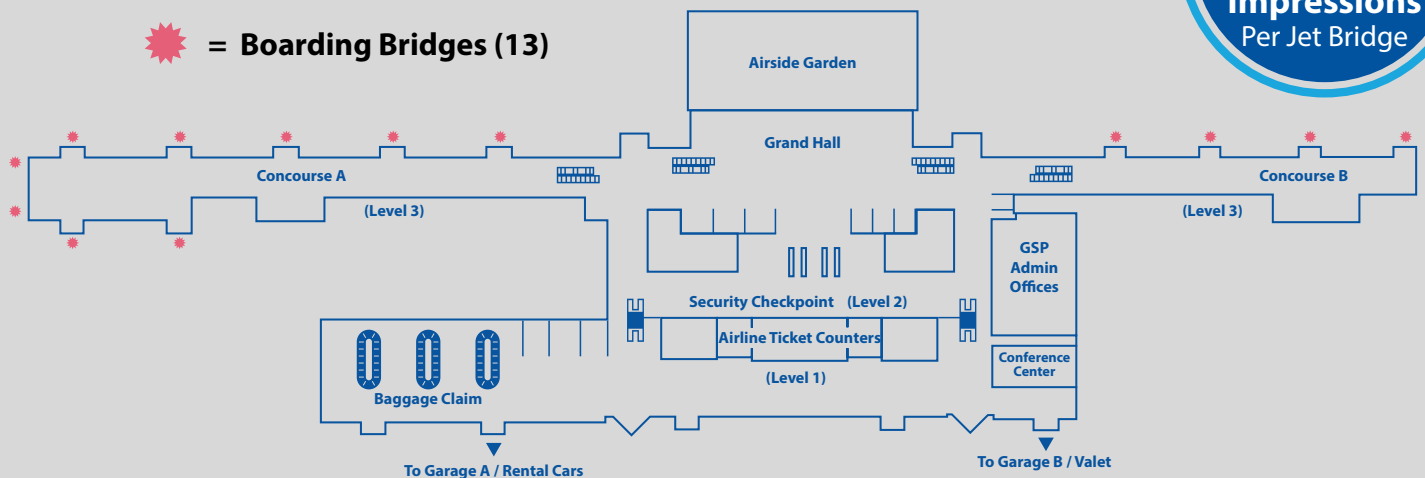 = Boarding Bridges (13)
Impressions
Per Jet Bridge
Airside Garden
Grand Hall
Concourse A
(Level 3)
Concourse B
(Level 3)
GSP
Admin
Offices
Security Checkpoint (Level 2)
Airline Ticket Counters
(Level 1)
Conference
Center
Baggage Claim
To Garage A / Rental Cars
To Garage B / Valet